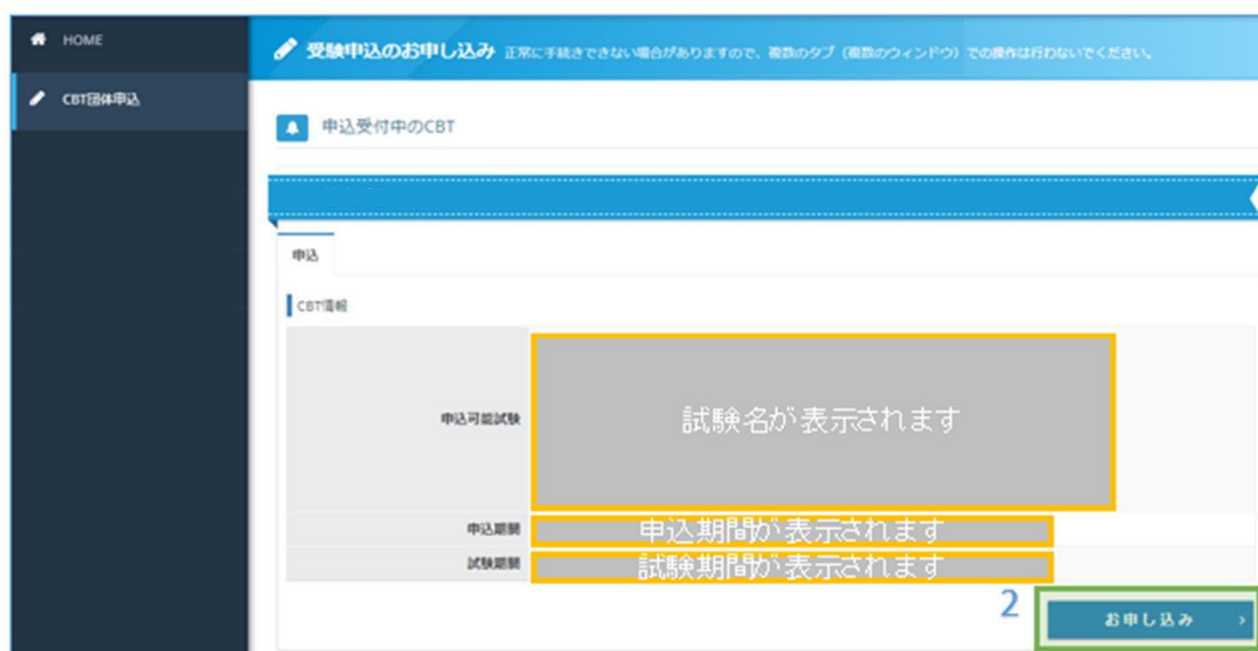 HOME
受験申込のお申し込み 正常に手続きできない場合がありますので、複数のタブ（複数のウィンドウ）での操作は行わないでください。
CBT団体申込
申込受付中のCBT
申込
CBT情報
申込可能試験
試験名が表示されます
申込期間
申込期間が表示されます
試験期間
試験期間が表示されます
2
お申し込み